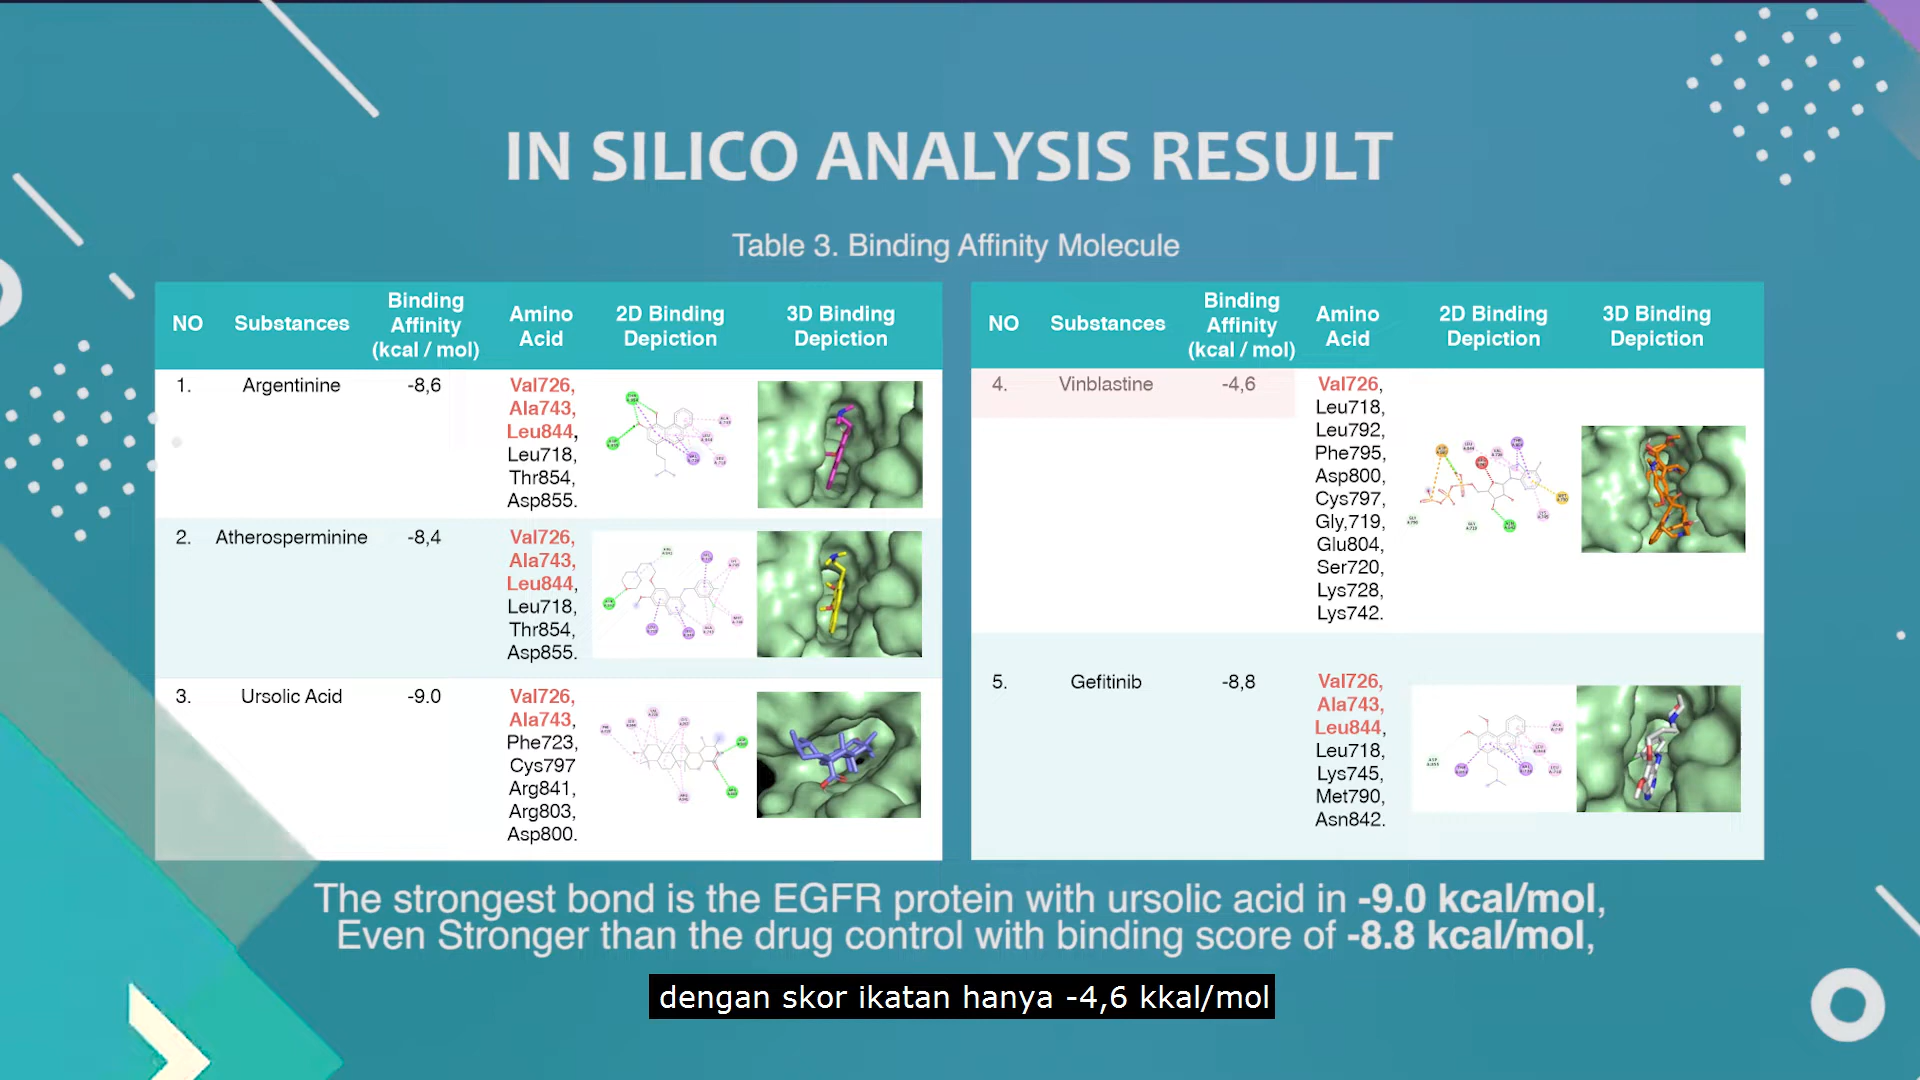 IN SILICO ANALYSIS RESULT
Table 3. Binding Affinity Molecule
NO Substances Binding Affinity (kcal / mol) Amino Acid 2D Binding Depiction 3D Binding Depiction
1. Argentinine -8,6 Val726,
Ala743,
Leu844,
Leu718,
Thr854,
Asp855.
2. Atherosperminine -8,4 Val726,
Ala743,
Leu844,
Leu718,
Thr854,
Asp855.
3. Ursolic Acid -9.0 Val726,
Ala743,
Phe723,
Cys797
Arg841,
Arg803,
Asp800.
NO Substances Binding Affinity (kcal / mol) Amino Acid 2D Binding Depiction 3D Binding Depiction
4. Vinblastine -4,6 Val726,
Leu718,
Leu792,
Phe795,
Asp800,
Cys797,
Gly,719,
Glu804,
Ser720,
Lys728,
Lys742.
5. Gefitinib -8,8 Val726,
Ala743,
Leu844,
Leu718,
Lys745,
Met790,
Asn842.
The strongest bond is the EGFR protein with ursolic acid in -9.0 kcal/mol,
Even Stronger than the drug control with binding score of -8.8 kcal/mol,
dengan skor ikatan hanya -4,6 kkal/mol